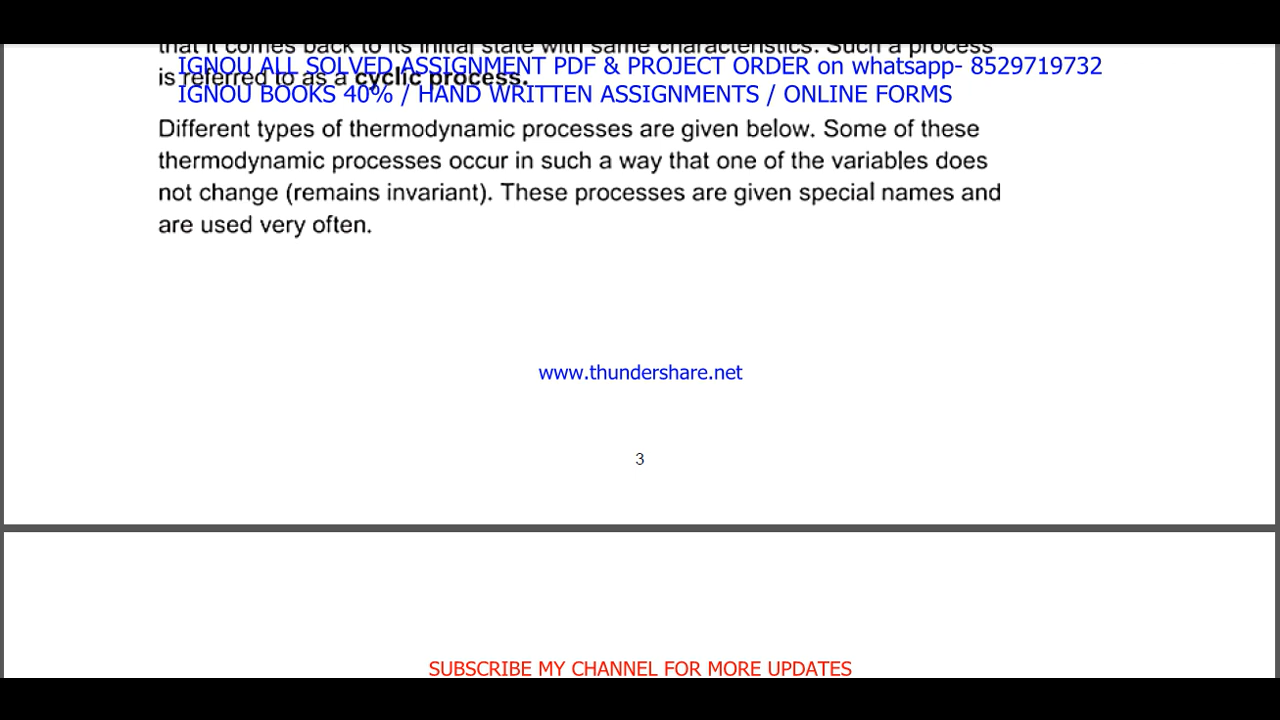 that it comes back to its initial state with same characteristics. Such a process
IGNOU ALL SOLVED ASSIGNMENT PDF & PROJECT ORDER on whatsapp- 8529719732
is referred to as a cyclic process.
IGNOU BOOKS 40% / HAND WRITTEN ASSIGNMENTS / ONLINE FORMS
Different types of thermodynamic processes are given below. Some of these
thermodynamic processes occur in such a way that one of the variables does
not change (remains invariant). These processes are given special names and
are used very often.
www.thundershare.net
3
SUBSCRIBE MY CHANNEL FOR MORE UPDATES